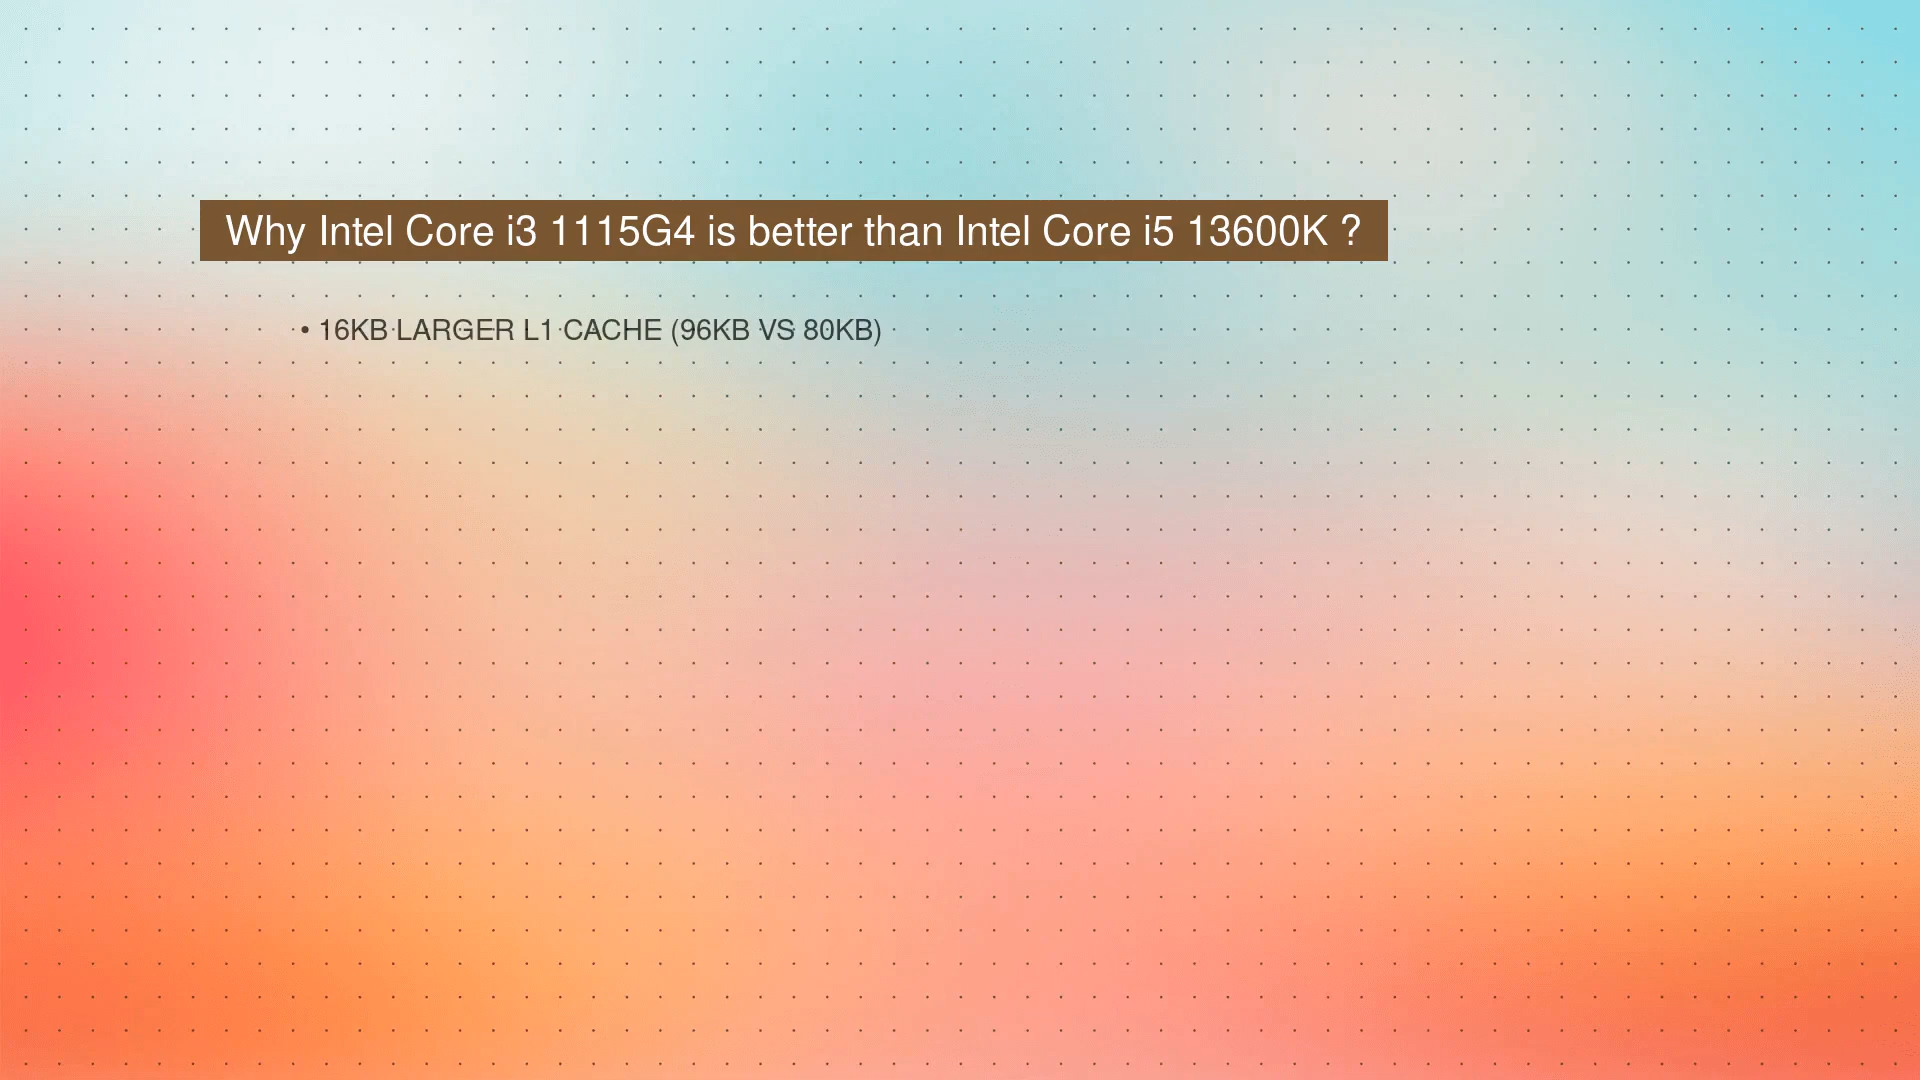 Why Intel Core i3 1115G4 is better than Intel Core i5 13600K ?
• 16KB LARGER L1 CACHE (96KB VS 80KB)